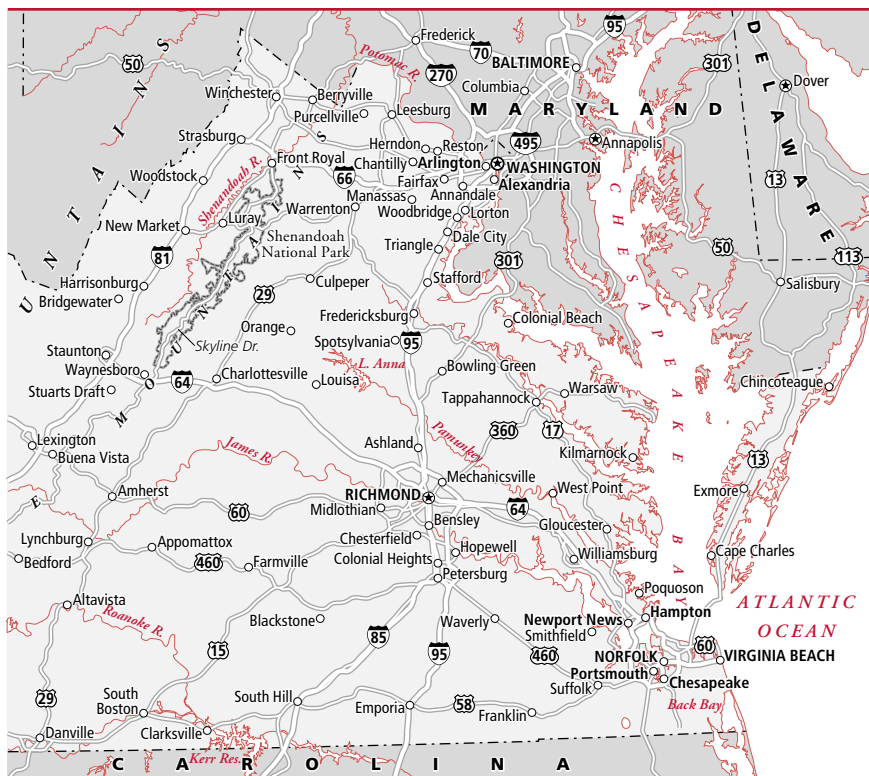 95
Frederick
70
BALTIMORE
301
DELAWARE
50
Potomac R.
270
Columbia
Dover
Winchester
Berryville
Purcellville
Leesburg
MARYLAND
Strasburg
Herndon
Reston
495
Annapolis
Front Royal
Chantilly
Arlington
WASHINGTON
66
Fairfax
Alexandria
Woodstock
Shenandoah R.
Manassas
Annandale
13
New Market
Luray
Warrenton
Woodbridge
Lorton
Shenandoah
National Park
Dale City
Triangle
81
301
50
113
Harrisonburg
Bridgewater
29
Culpeper
Stafford
Salisbury
UNTAINS
MOUNTAINS
CHESAPEAKE BAY
Orange
Fredericksburg
Colonial Beach
Skyline Dr.
Spotsylvania
95
Staunton
Waynesboro
L. Anna
Bowling Green
64
Charlottesville
Louisa
Stuarts Draft
Tappahannock
Warsaw
Chincoteague
360
17
Lexington
Buena Vista
James R.
Ashland
Pamunkey
Kilmarnock
13
E
Mechanicsville
Amherst
RICHMOND
West Point
Exmore
60
Midlothian
64
Bensley
Gloucester
Lynchburg
Appomattox
Chesterfield
Hopewell
Bedford
460
Farmville
Colonial Heights
Williamsburg
Cape Charles
Petersburg
Altavista
Poquoson
ATLANTIC
OCEAN
Roanoke R.
Blackstone
Waverly
Newport News
Hampton
85
Smithfield
15
95
460
NORFOLK
60
VIRGINIA BEACH
Portsmouth
29
South
Boston
South Hill
Suffolk
Chesapeake
Emporia
58
Franklin
Back Bay
Danville
Clarksville
Kerr Res.
CAROLINA